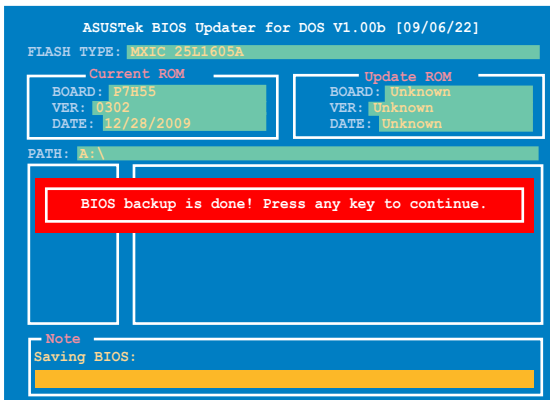 ASUSTek BIOS Updater for DOS V1.00b [09/06/22]
FLASH TYPE: MXIC 25L1605A
Current ROM
BOARD: P7H55
VER: 0302
DATE: 12/28/2009
Update ROM
BOARD: Unknown
VER: Unknown
DATE: Unknown
PATH: A:\
BIOS backup is done! Press any key to continue.
Note
Saving BIOS: